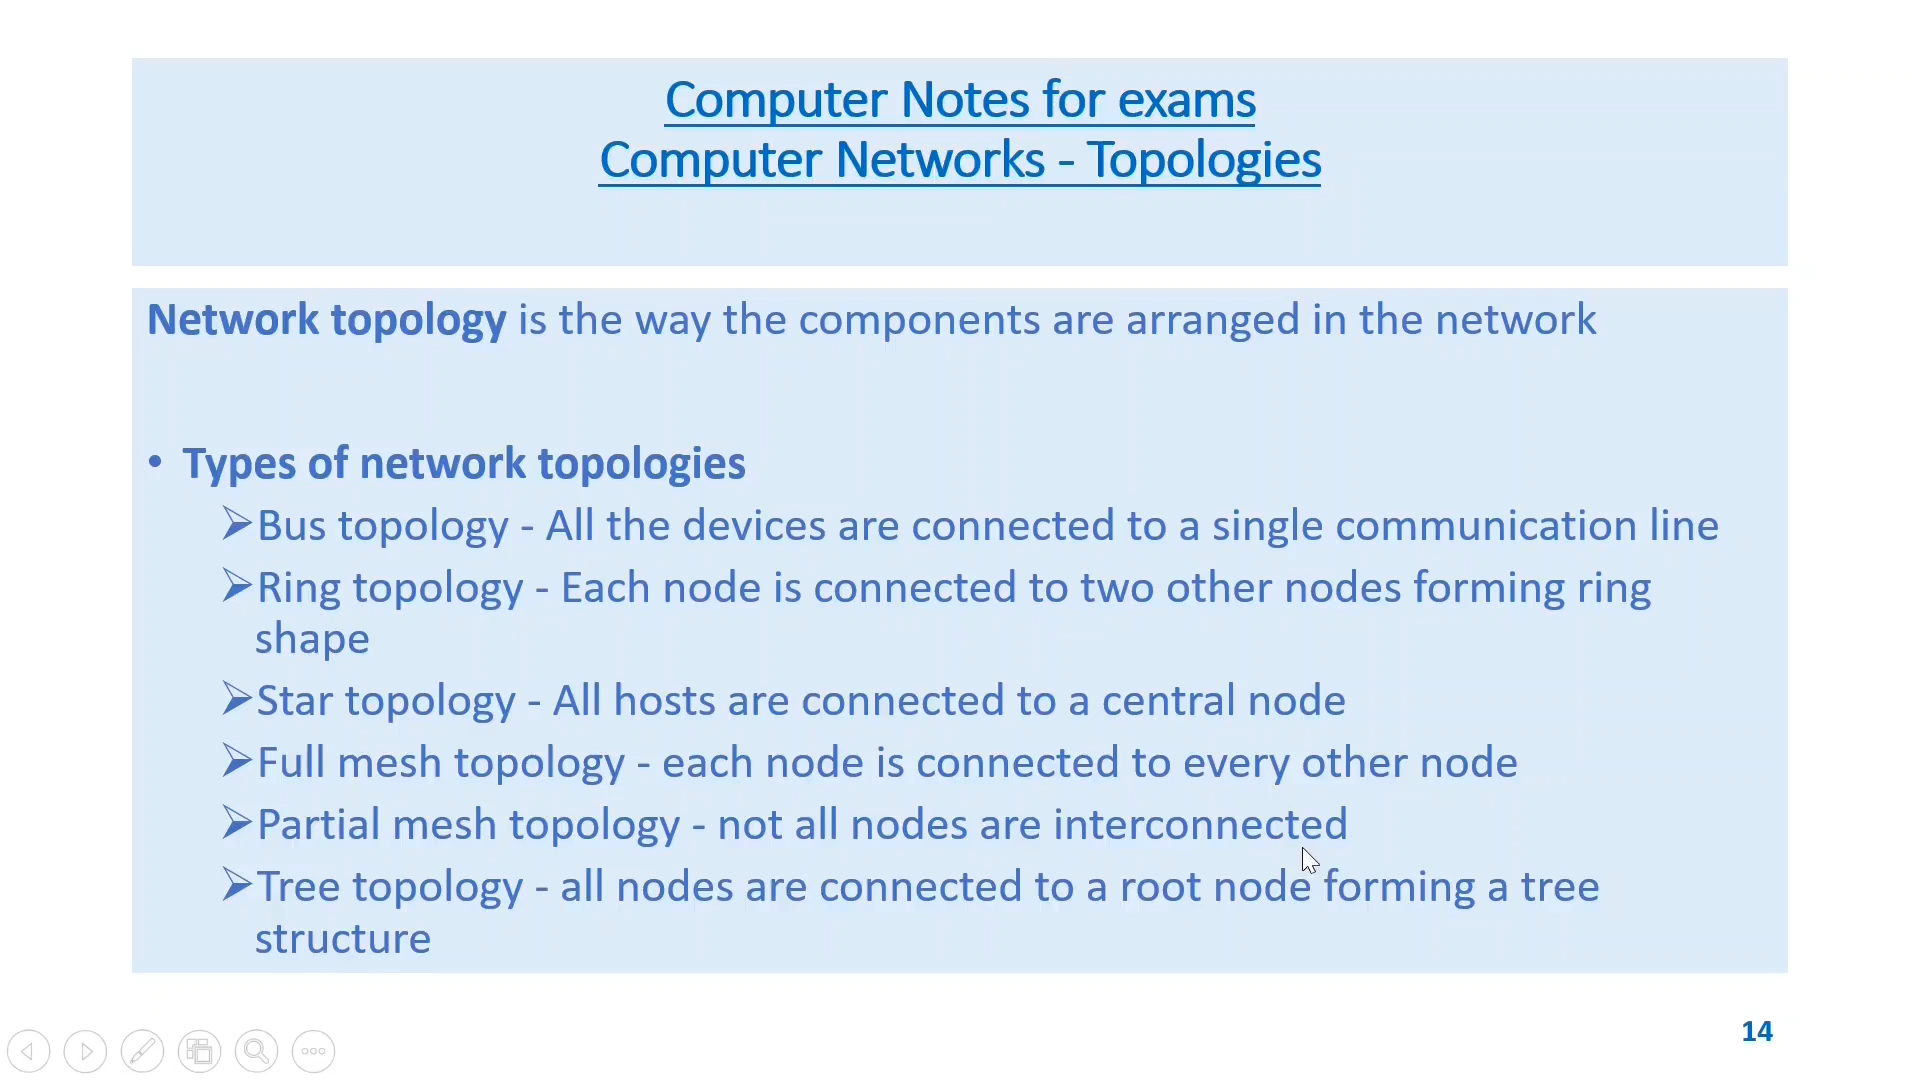 Computer Notes for exams
Computer Networks - Topologies
Network topology is the way the components are arranged in the network
• Types of network topologies
➢Bus topology - All the devices are connected to a single communication line
➢Ring topology - Each node is connected to two other nodes forming ring
shape
➢Star topology - All hosts are connected to a central node
➢Full mesh topology - each node is connected to every other node
➢Partial mesh topology - not all nodes are interconnected
➢Tree topology - all nodes are connected to a root node forming a tree
structure
14